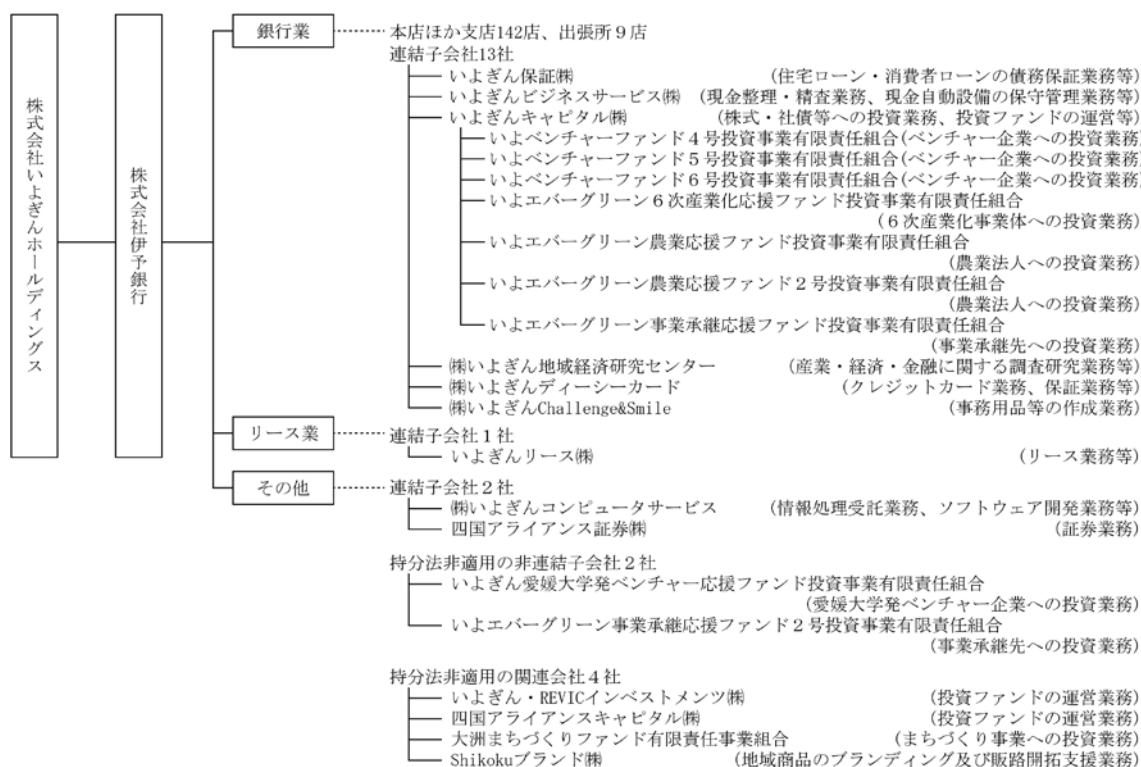 株式会社いよぎんホールディングス
株式会社伊予銀行
銀行業
本店ほか支店142店、出張所9店
連結子会社13社
いよぎん保証㈱ (住宅ローン・消費者ローンの債務保証業務等)
いよぎんビジネスサービス㈱ (現金整理・精査業務、現金自動設備の保守管理業務等)
いよぎんキャピタル㈱ (株式・社債等への投資業務、投資ファンドの運営等)
いよベンチャーファンド4号投資事業有限責任組合(ベンチャー企業への投資業務)
いよベンチャーファンド5号投資事業有限責任組合(ベンチャー企業への投資業務)
いよベンチャーファンド6号投資事業有限責任組合(ベンチャー企業への投資業務)
いよエバーグリーン6次産業化応援ファンド投資事業有限責任組合
(6次産業化事業体への投資業務)
いよエバーグリーン農業応援ファンド投資事業有限責任組合
(農業法人への投資業務)
いよエバーグリーン農業応援ファンド2号投資事業有限責任組合
(農業法人への投資業務)
いよエバーグリーン事業承継応援ファンド投資事業有限責任組合
(事業承継先への投資業務)
㈱いよぎん地域経済研究センター (産業・経済・金融に関する調査研究業務等)
㈱いよぎんディーシーカード (クレジットカード業務、保証業務等)
㈱いよぎんChallenge&Smile (事務用品等の作成業務)
リース業
連結子会社1社
いよぎんリース㈱ (リース業務等)
その他
連結子会社2社
㈱いよぎんコンピュータサービス (情報処理受託業務、ソフトウェア開発業務等)
四国アライアンス証券㈱ (証券業務)
持分法非適用の非連結子会社2社
いよぎん愛媛大学発ベンチャー応援ファンド投資事業有限責任組合
(愛媛大学発ベンチャー企業への投資業務)
いよエバーグリーン事業承継応援ファンド2号投資事業有限責任組合
(事業承継先への投資業務)
持分法非適用の関連会社4社
いよぎん・REVICインベストメンツ㈱ (投資ファンドの運営業務)
四国アライアンスキャピタル㈱ (投資ファンドの運営業務)
大洲まちづくりファンド有限責任事業組合 (まちづくり事業への投資業務)
Shikokuブランド㈱ (地域商品のブランディング及び販路開拓支援業務)